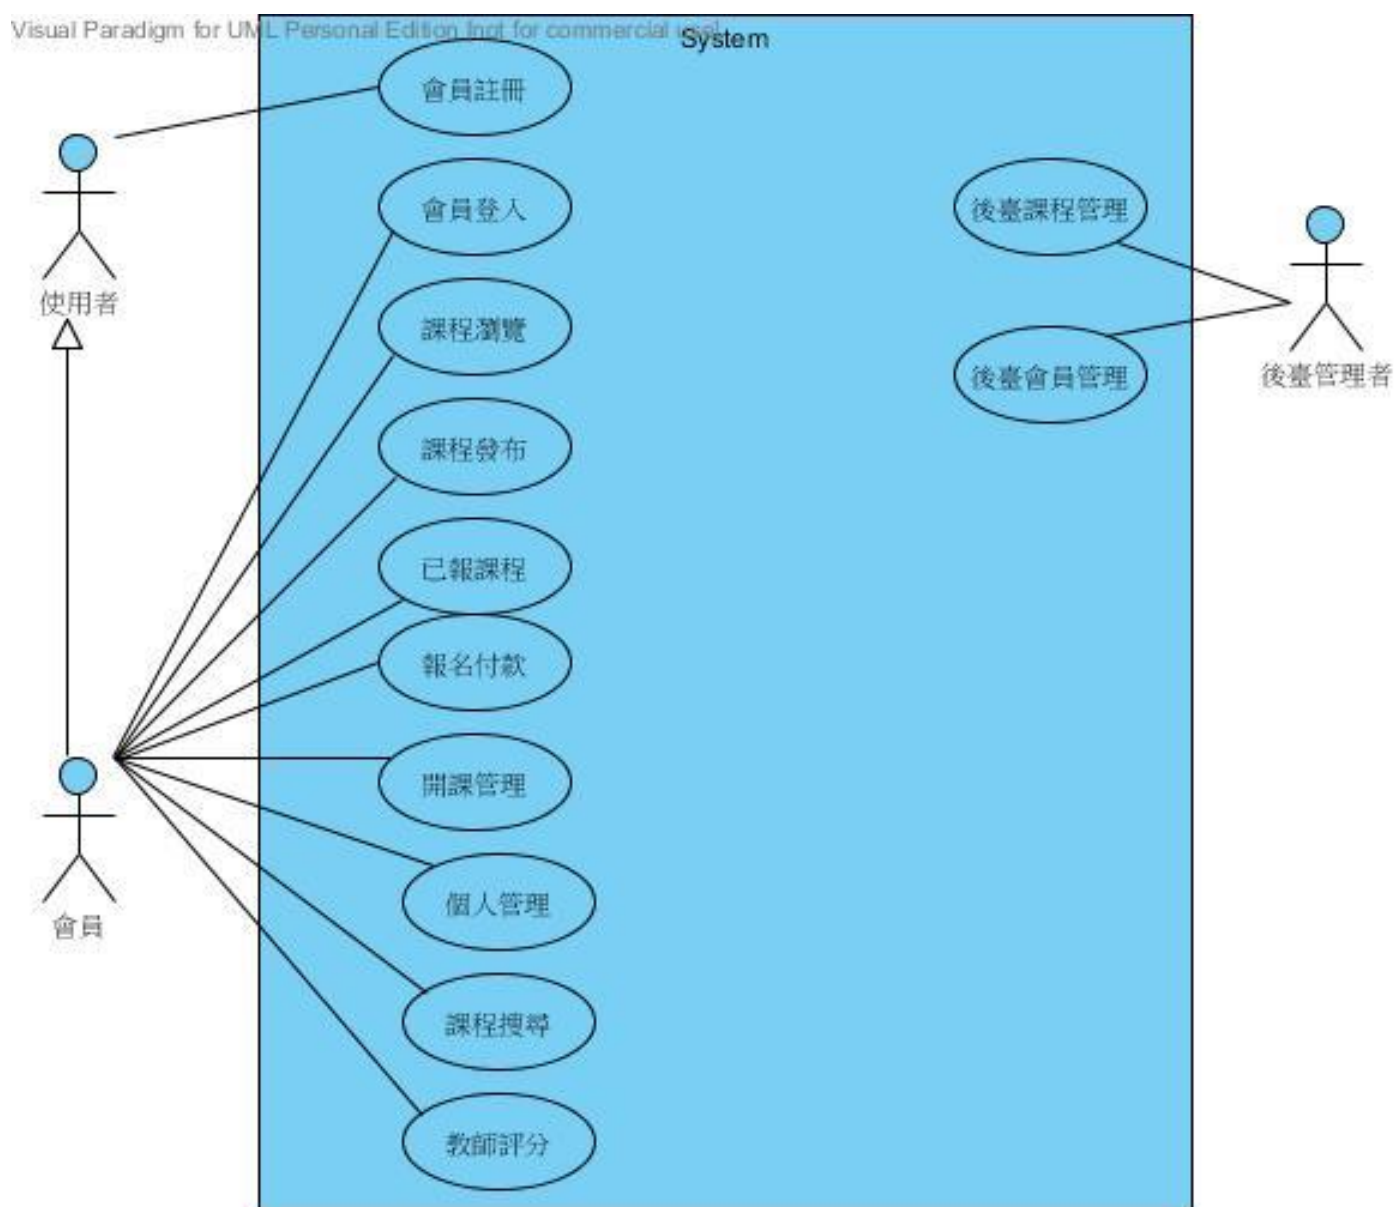 Visual Paradigm for UML Personal Edition [not for commercial use]
System
會員註冊
會員登入
後臺課程管理
使用者
課程瀏覽
後臺會員管理
後臺管理者
課程發布
已報課程
報名付款
開課管理
個人管理
會員
課程搜尋
教師評分